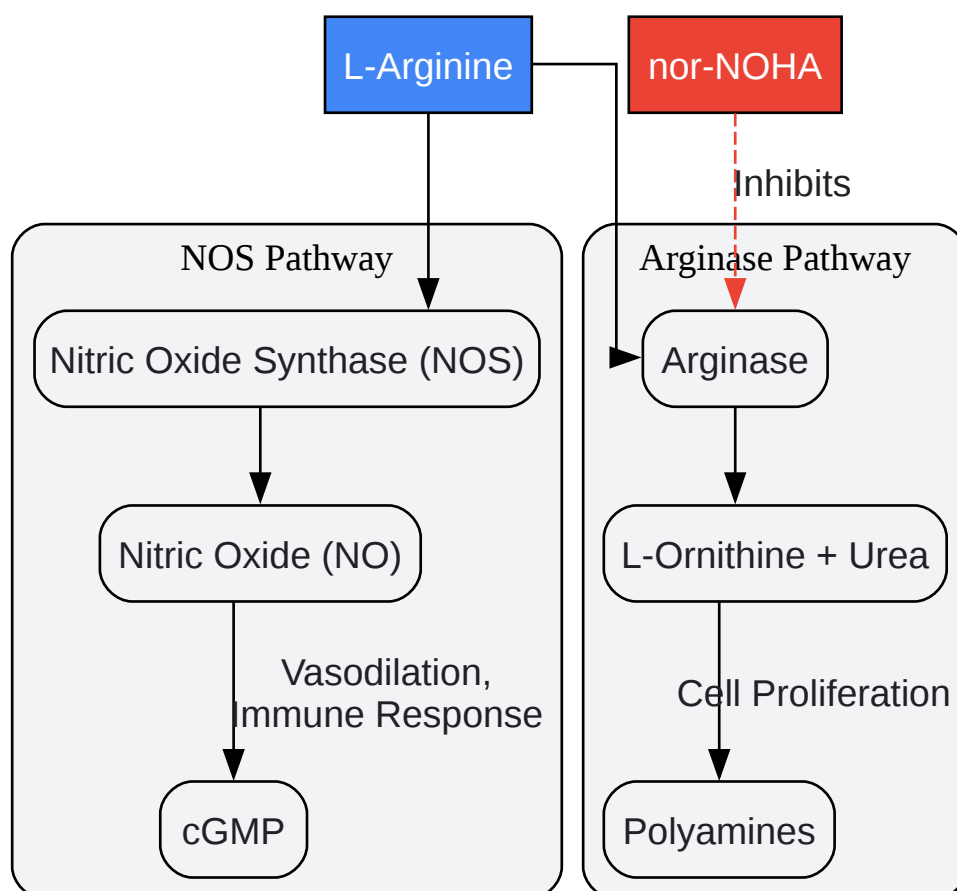 L-Arginine
nor-NOHA
Inhibits
NOS Pathway
Arginase Pathway
Nitric Oxide Synthase (NOS)
Arginase
Nitric Oxide (NO)
L-Ornithine + Urea
Vasodilation,
Immune Response
Cell Proliferation
cGMP
Polyamines